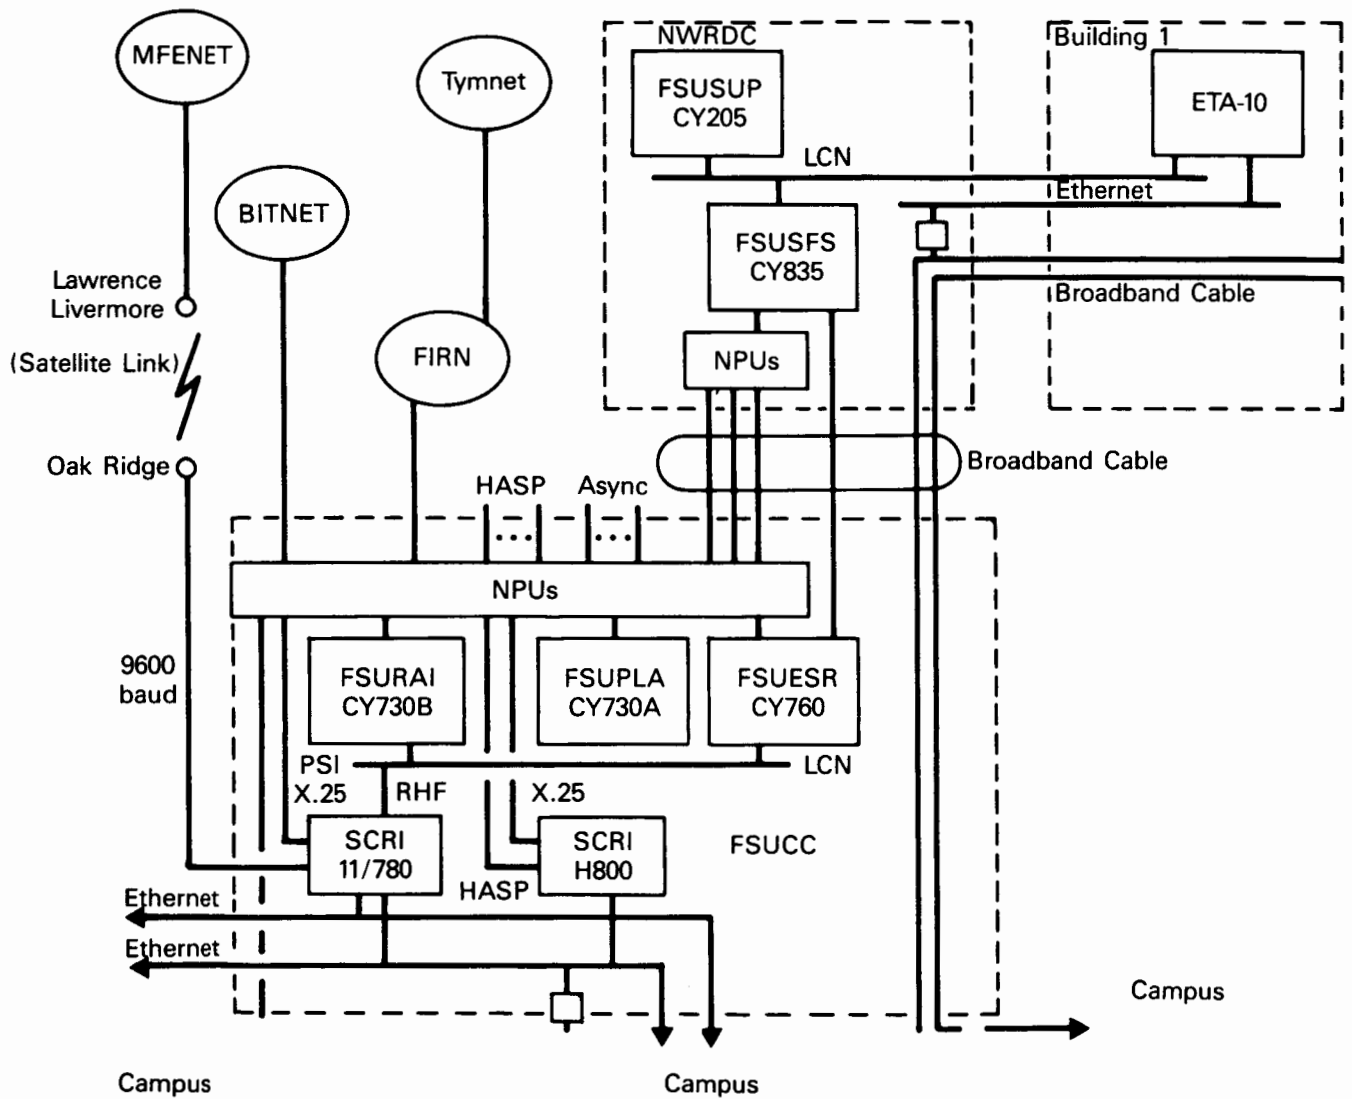 MFENET
Tymnet
BITNET
FIRN
NWRDC
FSUSUP
CY205
LCN
Building 1
ETA-10
Ethernet
FSUSFS
CY835
NPUs
Broadband Cable
Lawrence
Livermore
(Satellite Link)
Oak Ridge
Broadband Cable
HASP
Async
...
...
NPUs
9600
baud
FSURAI
CY730B
FSUPLA
CY730A
FSUESR
CY760
PSI
X.25
RHF
X.25
LCN
SCRI
11/780
SCRI
H800
FSUCC
HASP
Ethernet
Ethernet
Campus
Campus
Campus